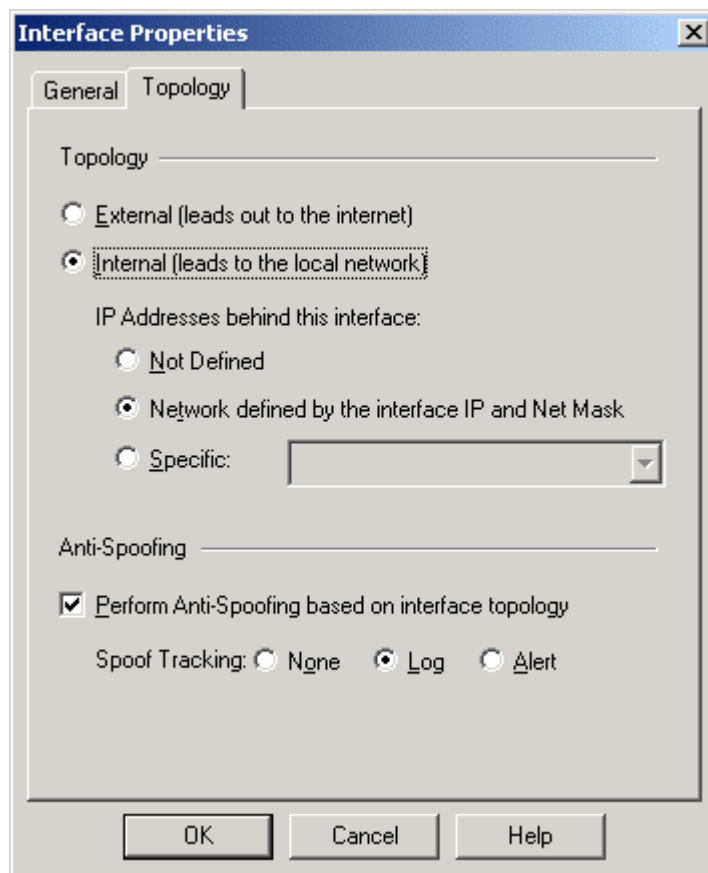 Interface Properties
General Topology
Topology
External (leads out to the internet)
Internal (leads to the local network)
IP Addresses behind this interface:
Not Defined
Network defined by the interface IP and Net Mask
Specific:
Anti-Spoofing
Perform Anti-Spoofing based on interface topology
Spoof Tracking: None Log Alert
OK Cancel Help